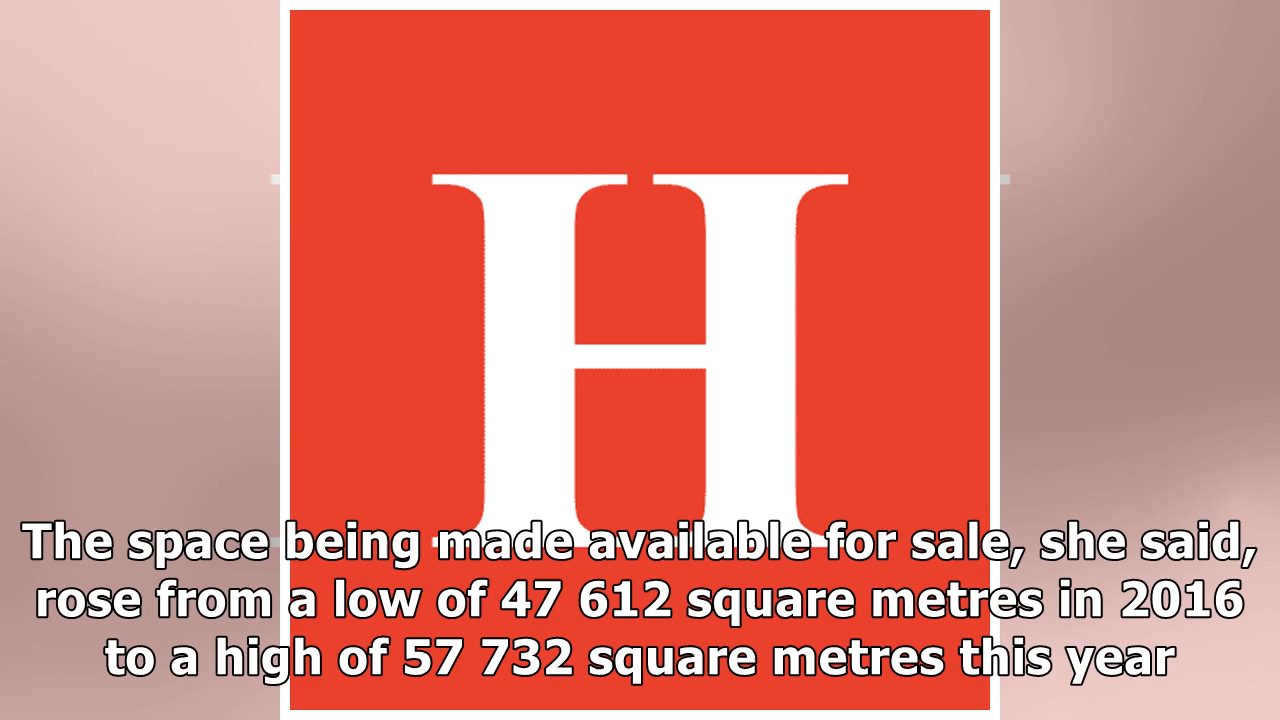 H
The space being made available for sale, she said,
rose from a low of 47 612 square metres in 2016
to a high of 57 732 square metres this year